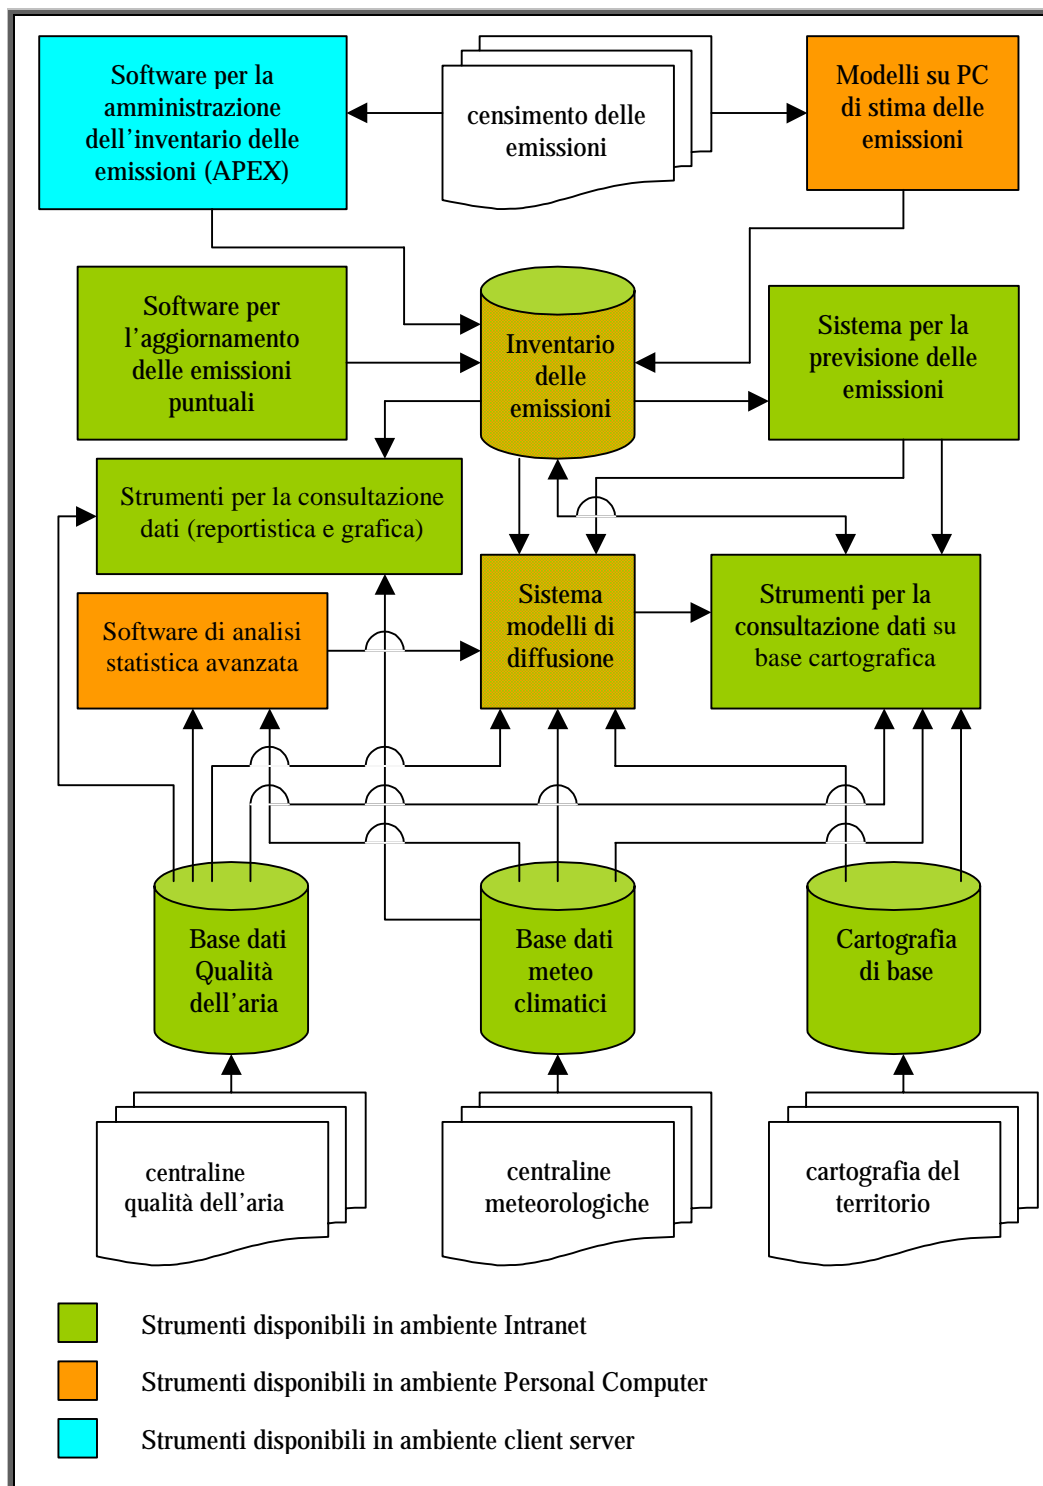 Software per la
amministrazione
dell'inventario delle
emissioni (APEX)
censimento delle
emissioni
Modelli su PC
di stima delle
emissioni
Software per
l'aggiornamento
delle emissioni
puntuali
Inventario
delle
emissioni
Sistema per la
previsione delle
emissioni
Strumenti per la consultazione
dati (reportistica e grafica)
Software di analisi
statistica avanzata
Sistema
modelli di
diffusione
Strumenti per la
consultazione dati su
base cartografica
Base dati
Qualità
dell'aria
Base dati
meteo
climatici
Cartografia
di base
centraline
qualità dell'aria
centraline
meteorologiche
cartografia del
territorio
Strumenti disponibili in ambiente Intranet
Strumenti disponibili in ambiente Personal Computer
Strumenti disponibili in ambiente client server